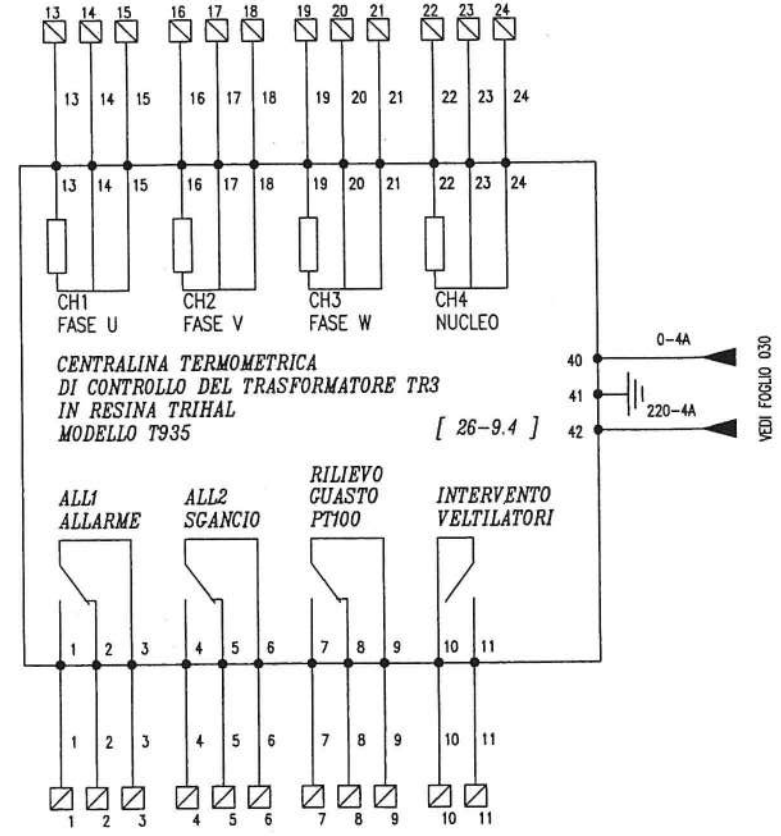 13 14 15 16 17 18 19 20 21 22 23 24
13 14 15 16 17 18 19 20 21 22 23 24
13 14 15 16 17 18 19 20 21 22 23 24
CH1 CH2 CH3 CH4
FASE U FASE V FASE W NUCLEO
CENTRALINA TERMOMETRICA
DI CONTROLLO DEL TRASFORMATORE TR3
IN RESINA TRIHAL
MODELLO T935 [ 26-9.4 ]
40 0-4A
41
42 220-4A
VEDI FOGLIO 030
ALL1
ALLARME
ALL2
SGANCIO
RILIEVO
GUASTO
PT100
INTERVENTO
VELTILATORI
1 2 3 4 5 6 7 8 9 10 11
1 2 3 4 5 6 7 8 9 10 11
1 2 3 4 5 6 7 8 9 10 11